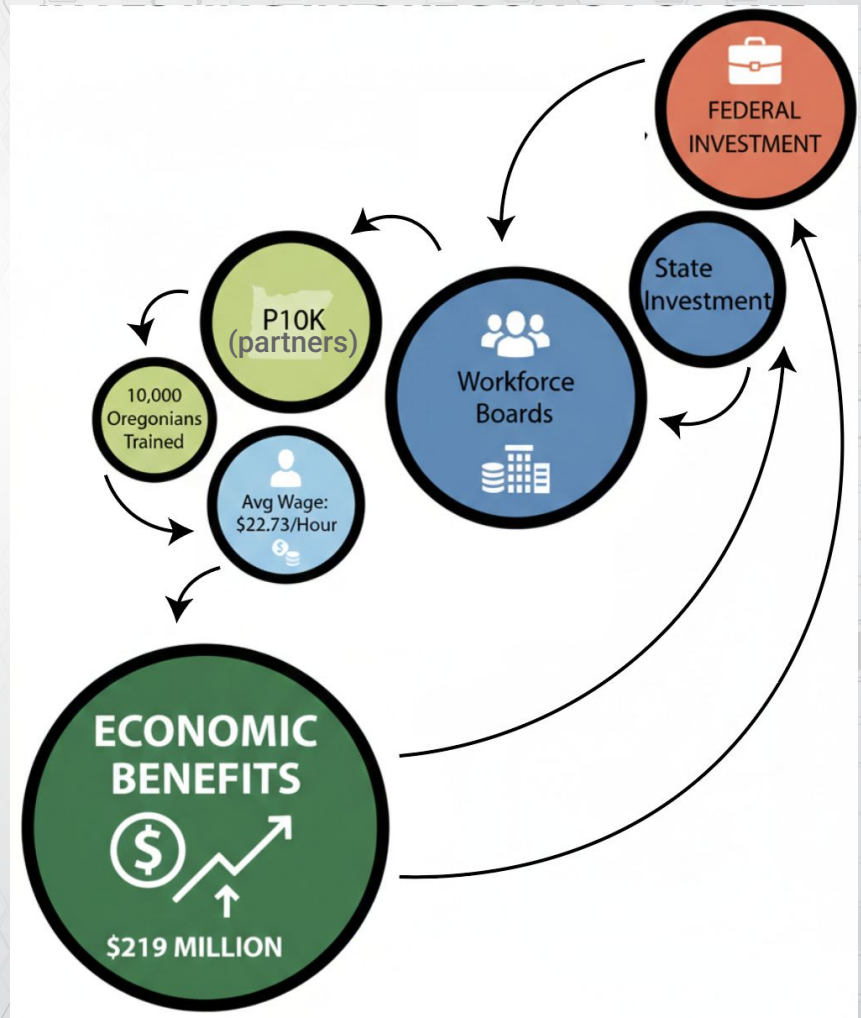 FEDERAL
INVESTMENT
State
Investment
Workforce
Boards
P10K
(partners)
10,000
Oregonians
Trained
Avg Wage:
$22.73/Hour
$
ECONOMIC
BENEFITS
$
$219 MILLION